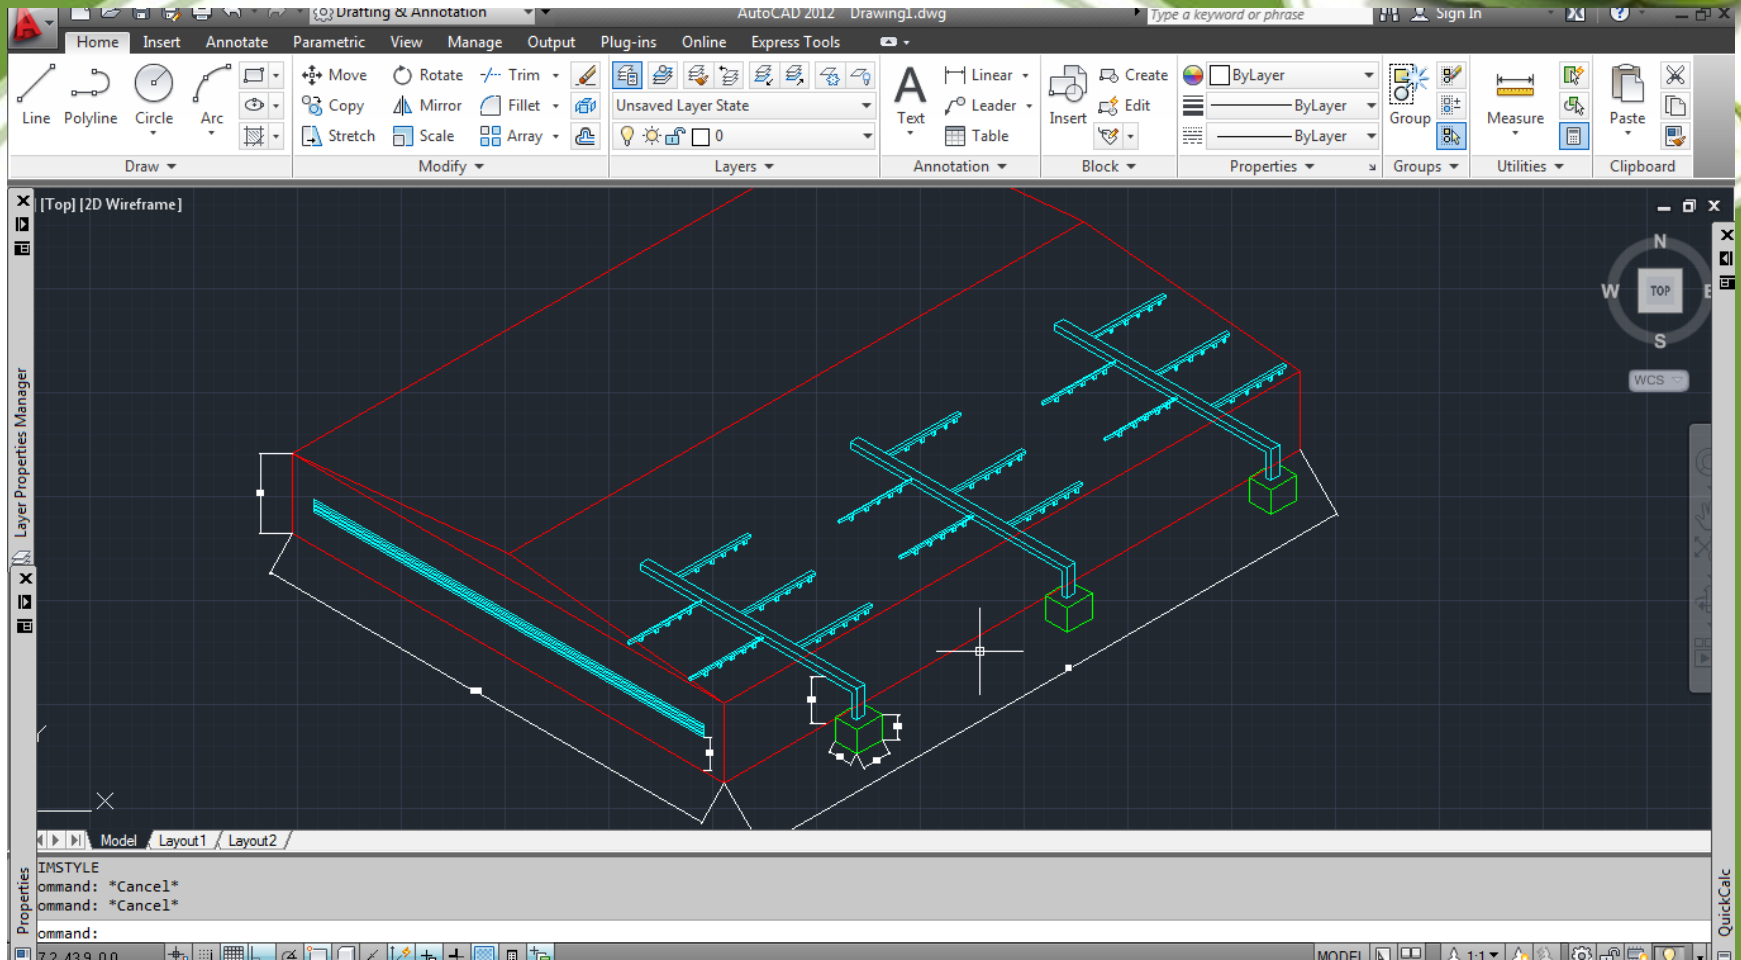 Drafting & Annotation
AutoCAD 2012 Drawing1.dwg
Type a keyword or phrase
Sign In
Home Insert Annotate Parametric View Manage Output Plug-ins Online Express Tools
Line Polyline Circle Arc
Move Rotate Trim
Copy Mirror Fillet
Stretch Scale Array
Unsaved Layer State
0
A
Text
Linear
Leader
Table
Insert
Create
Edit
ByLayer
ByLayer
ByLayer
Group
Measure
Paste
Draw Modify Layers Annotation Block Properties Groups Utilities Clipboard
[Top] [2D Wireframe]
N
W TOP E
S
WCS
Layer Properties Manager
Y
X
Model Layout1 Layout2
IMSTYLE
ommand: *Cancel*
ommand: *Cancel*
ommand:
Properties
QuickCalc
MODEL
1:1